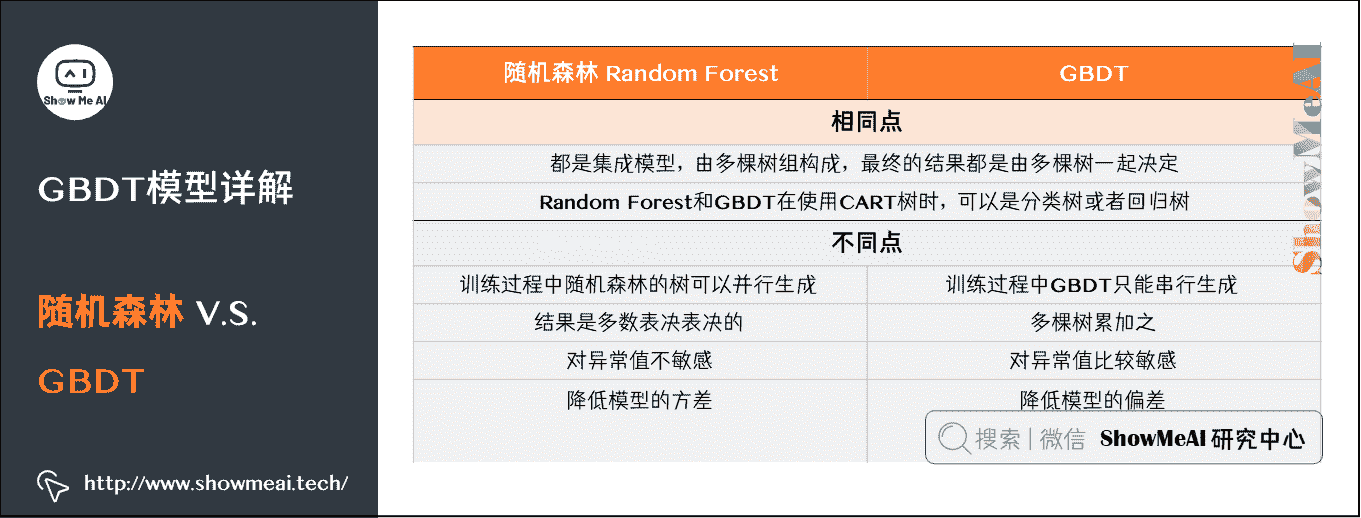 Show Me AI
GBDT模型详解
随机森林 V.S.
GBDT
http://www.showmeai.tech/
随机森林 Random Forest
GBDT
相同点
都是集成模型，由多棵树组构成，最终的结果都是由多棵树一起决定
Random Forest和GBDT在使用CART树时，可以是分类树或者回归树
不同点
训练过程中随机森林的树可以并行生成
训练过程中GBDT只能串行生成
结果是多数表决表决的
多棵树累加之
对异常值不敏感
对异常值比较敏感
降低模型的方差
降低模型的偏差
搜索 | 微信 ShowMeAI 研究中心
ShowMeAI